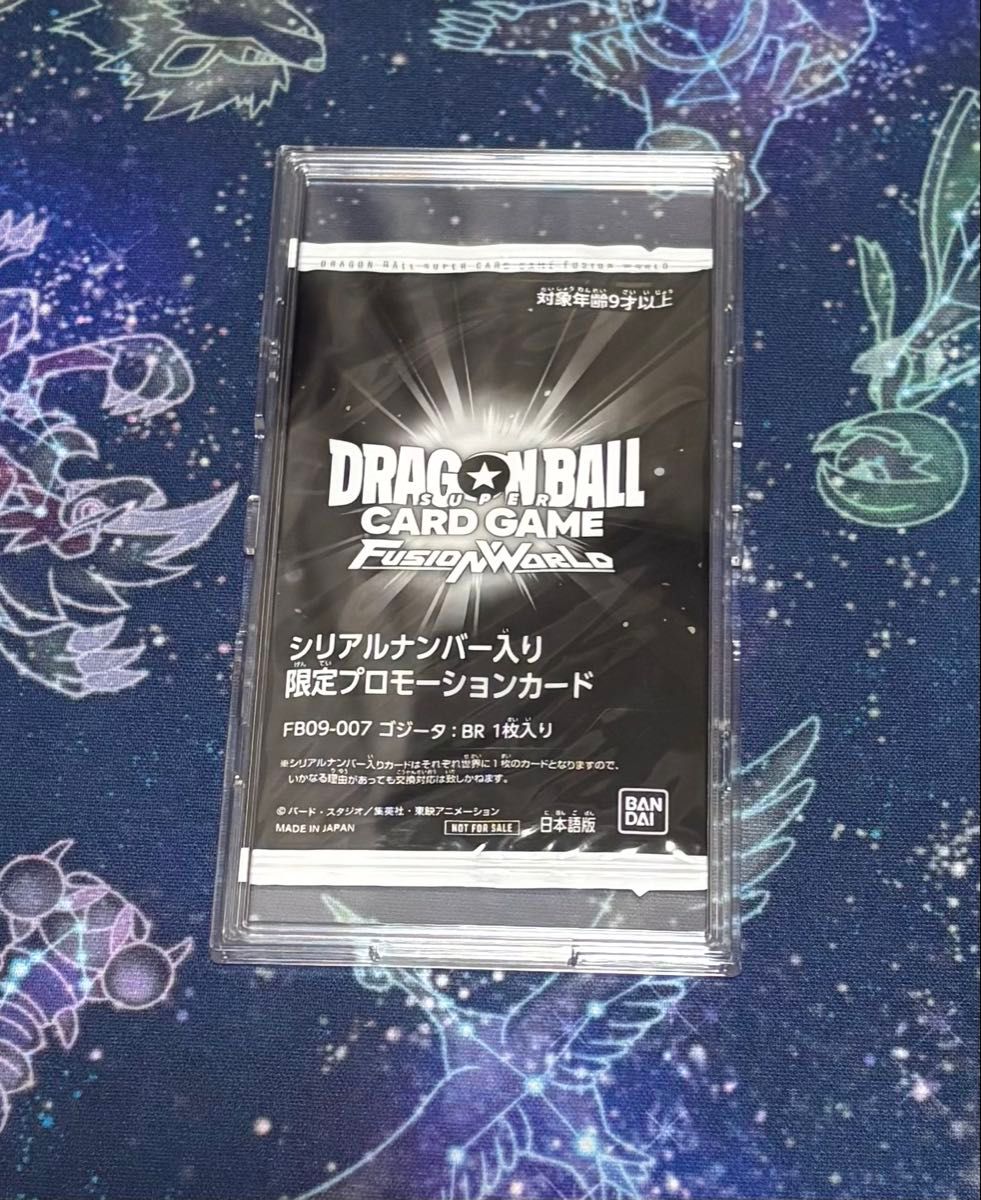 DRAGON BALL SUPER CARD GAME FUSION WORLD
対象年齢9才以上
DRAGON BALL
SUPER
CARD GAME
FUSION WORLD
シリアルナンバー入り
限定プロモーションカード
FB09-007 ゴジータ : BR 1枚入り
※シリアルナンバー入りカードはそれぞれ世界に1枚のカードとなりますので、
いかなる理由があっても交換対応は致しかねます。
©バード・スタジオ/集英社・東映アニメーション
MADE IN JAPAN NOT FOR SALE 日本語版
BAN
DAI